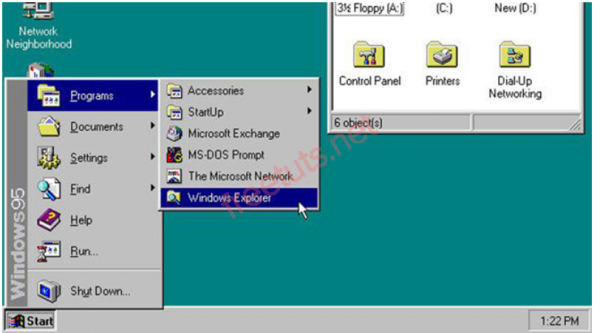 3½ Floppy (A:)
(C:)
New (D:)
Network
Neighborhood
Control Panel
Printers
Dial-Up
Networking
6 object(s)
Programs
Documents
Settings
Find
Help
Run...
Shut Down...
Windows95
Accessories
StartUp
Microsoft Exchange
MS-DOS Prompt
The Microsoft Network
Windows Explorer
freetuts.net
Start
1:22 PM